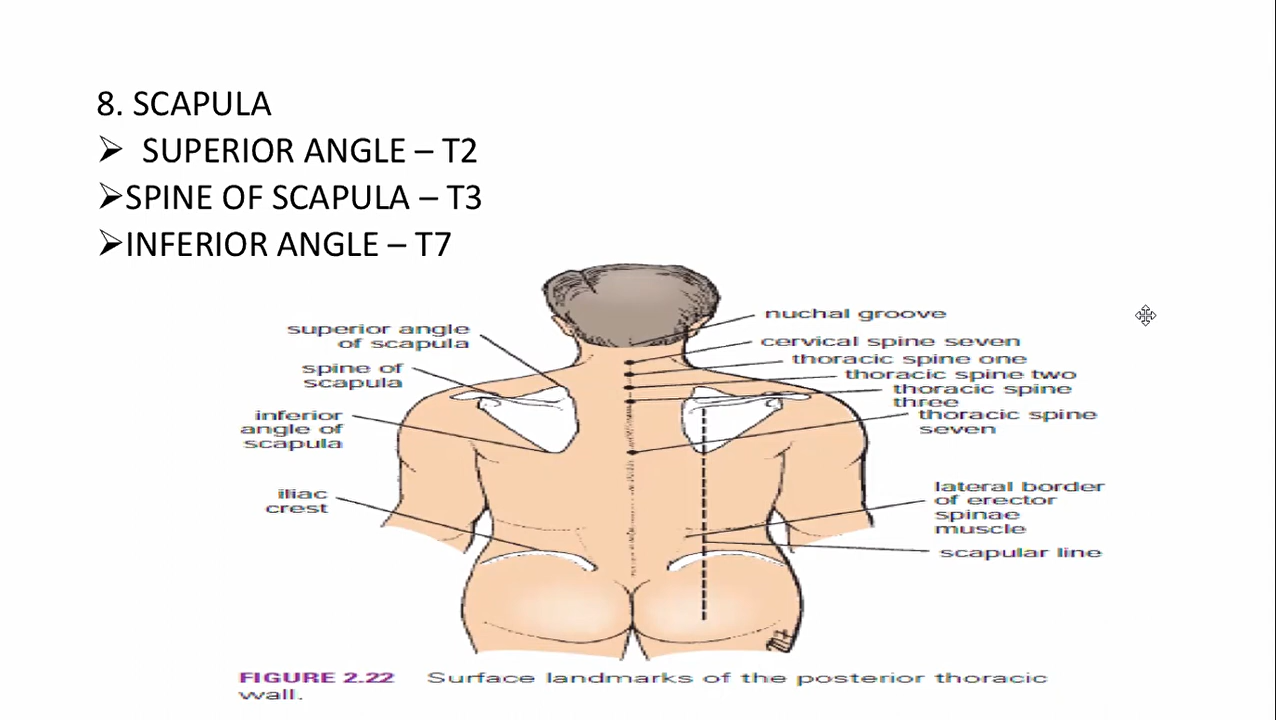 8. SCAPULA
➢ SUPERIOR ANGLE – T2
➢SPINE OF SCAPULA – T3
➢INFERIOR ANGLE – T7
superior angle
of scapula
spine of
scapula
inferior
angle of
scapula
iliac
crest
nuchal groove
cervical spine seven
thoracic spine one
thoracic spine two
thoracic spine
three
thoracic spine
seven
lateral border
of erector
spinae
muscle
scapular line
FIGURE 2.22 Surface landmarks of the posterior thoracic
wall.